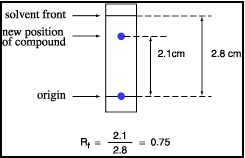 solvent front
new position
of compound
2.1cm
2.8 cm
origin
Rf = 2.1 / 2.8 = 0.75